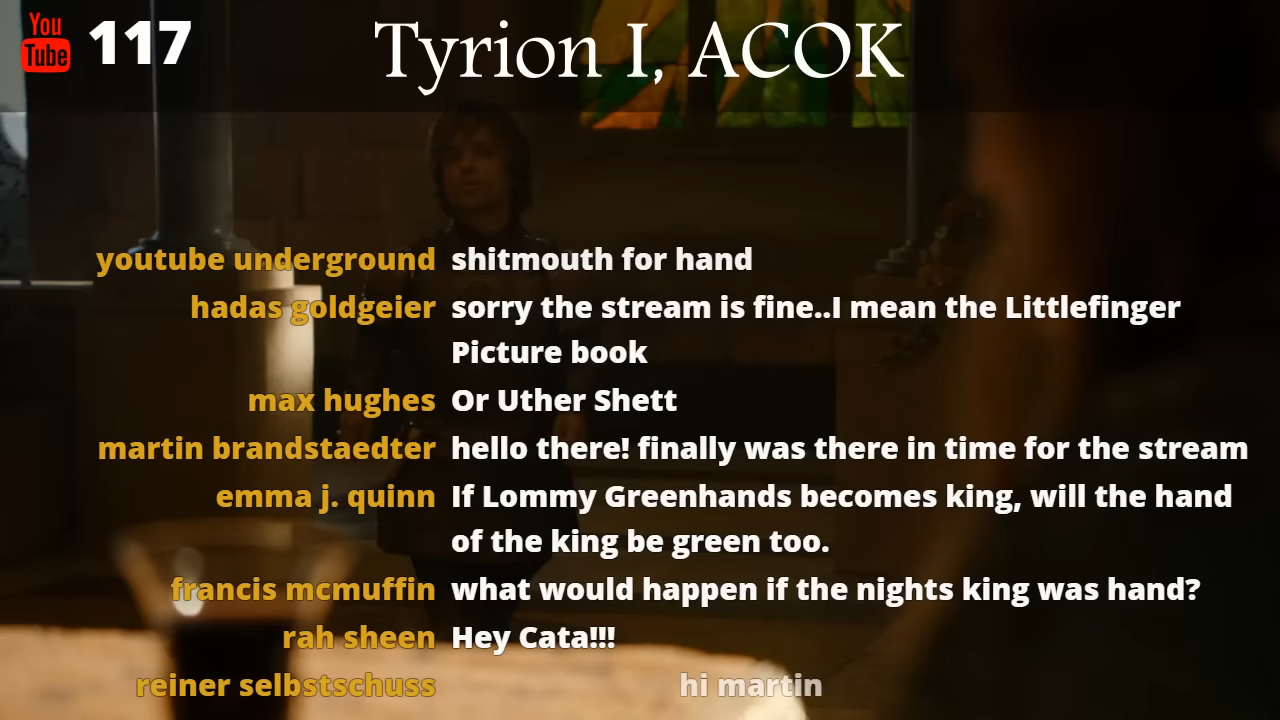 You Tube 117 Tyrion I, ACOK
youtube underground shitmouth for hand
hadas goldgeier sorry the stream is fine..I mean the Littlefinger
Picture book
max hughes Or Uther Shett
martin brandstaedter hello there! finally was there in time for the stream
emma j. quinn If Lommy Greenhands becomes king, will the hand
of the king be green too.
francis mcmuffin what would happen if the nights king was hand?
rah sheen Hey Cata!!!
reiner selbstschuss hi martin